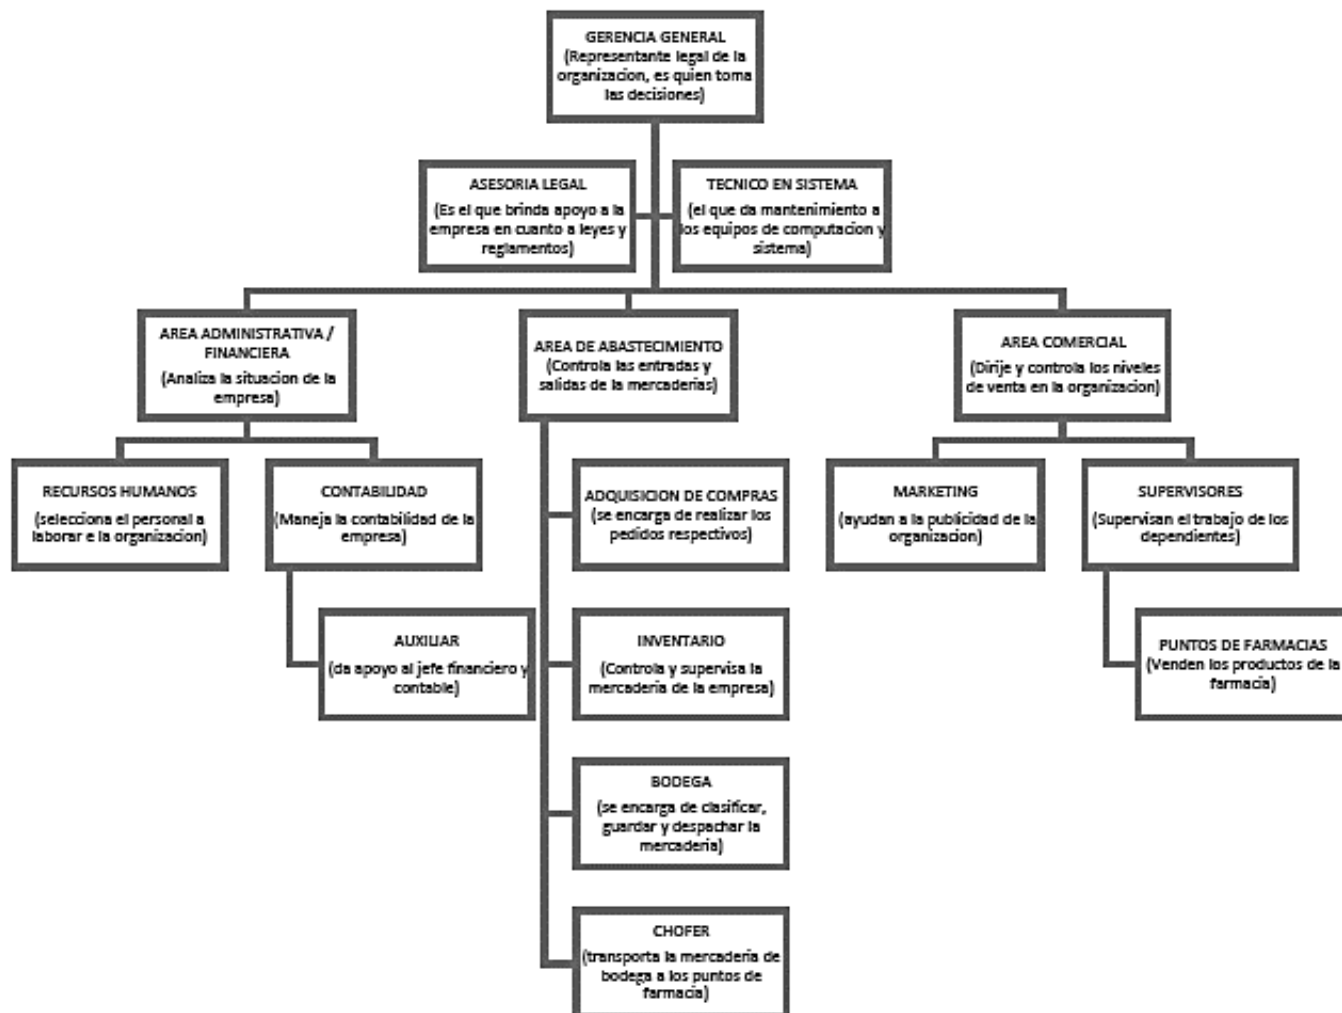 GERENCIA GENERAL
(Representante legal de la
organizacion, es quien toma
las decisiones)
ASESORIA LEGAL
(Es el que brinda apoyo a la
empresa en cuanto a leyes y
reglamentos)
TECNICO EN SISTEMA
(el que da mantenimiento a
los equipos de computacion y
sistema)
AREA ADMINISTRATIVA /
FINANCIERA
(Analiza la situacion de la
empresa)
AREA DE ABASTECIMIENTO
(Controla las entradas y
salidas de la mercaderias)
AREA COMERCIAL
(Dirije y controla los niveles
de venta en la organizacion)
RECURSOS HUMANOS
(selecciona el personal a
laborar e la organizacion)
CONTABILIDAD
(Maneja la contabilidad de la
empresa)
ADQUISICION DE COMPRAS
(se encarga de realizar los
pedidos respectivos)
MARKETING
(ayudan a la publicidad de la
organizacion)
SUPERVISORES
(Supervisan el trabajo de los
dependientes)
AUXILIAR
(da apoyo al jefe financiero y
contable)
INVENTARIO
(Controla y supervisa la
mercaderia de la empresa)
PUNTOS DE FARMACIAS
(Venden los productos de la
farmacia)
BODEGA
(se encarga de clasificar,
guardar y despachar la
mercaderia)
CHOFER
(transporta la mercaderia de
bodega a los puntos de
farmacia)